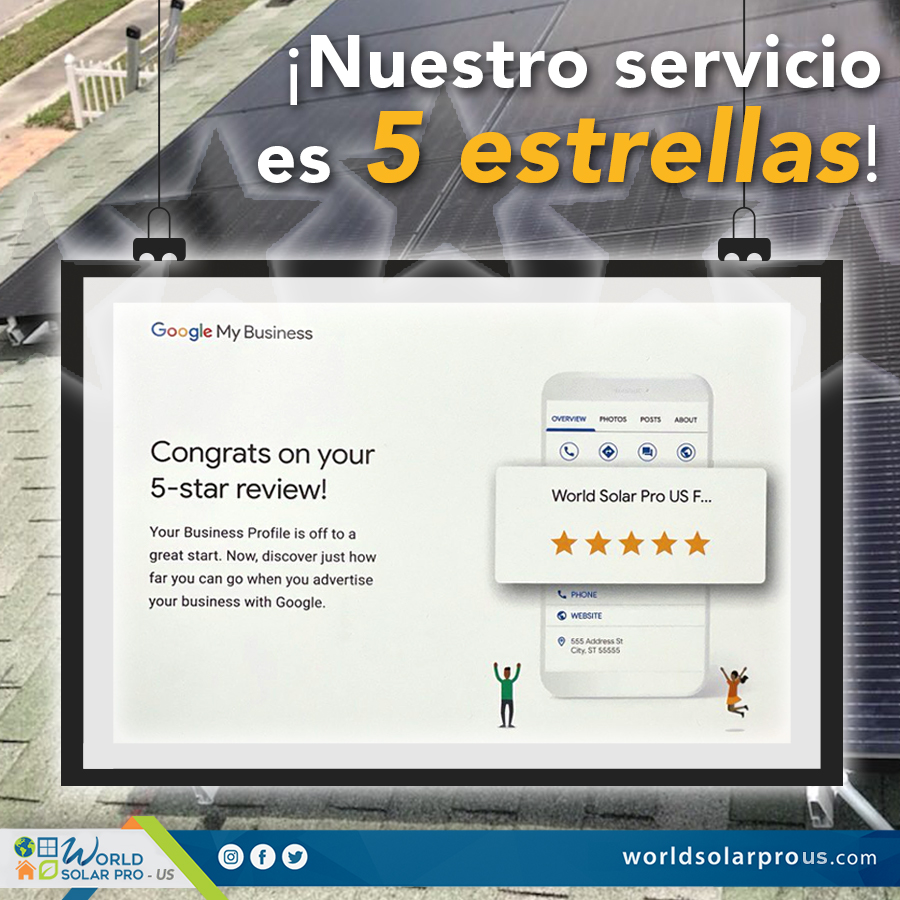 ¡Nuestro servicio
es 5 estrellas!
Google My Business
Congrats on your
5-star review!
Your Business Profile is off to a
great start. Now, discover just how
far you can go when you advertise
your business with Google.
OVERVIEW PHOTOS POSTS ABOUT
World Solar Pro US F...
PHONE
WEBSITE
555 Address St
City, ST 55555
WORLD
SOLAR PRO - US
worldsolarprous.com